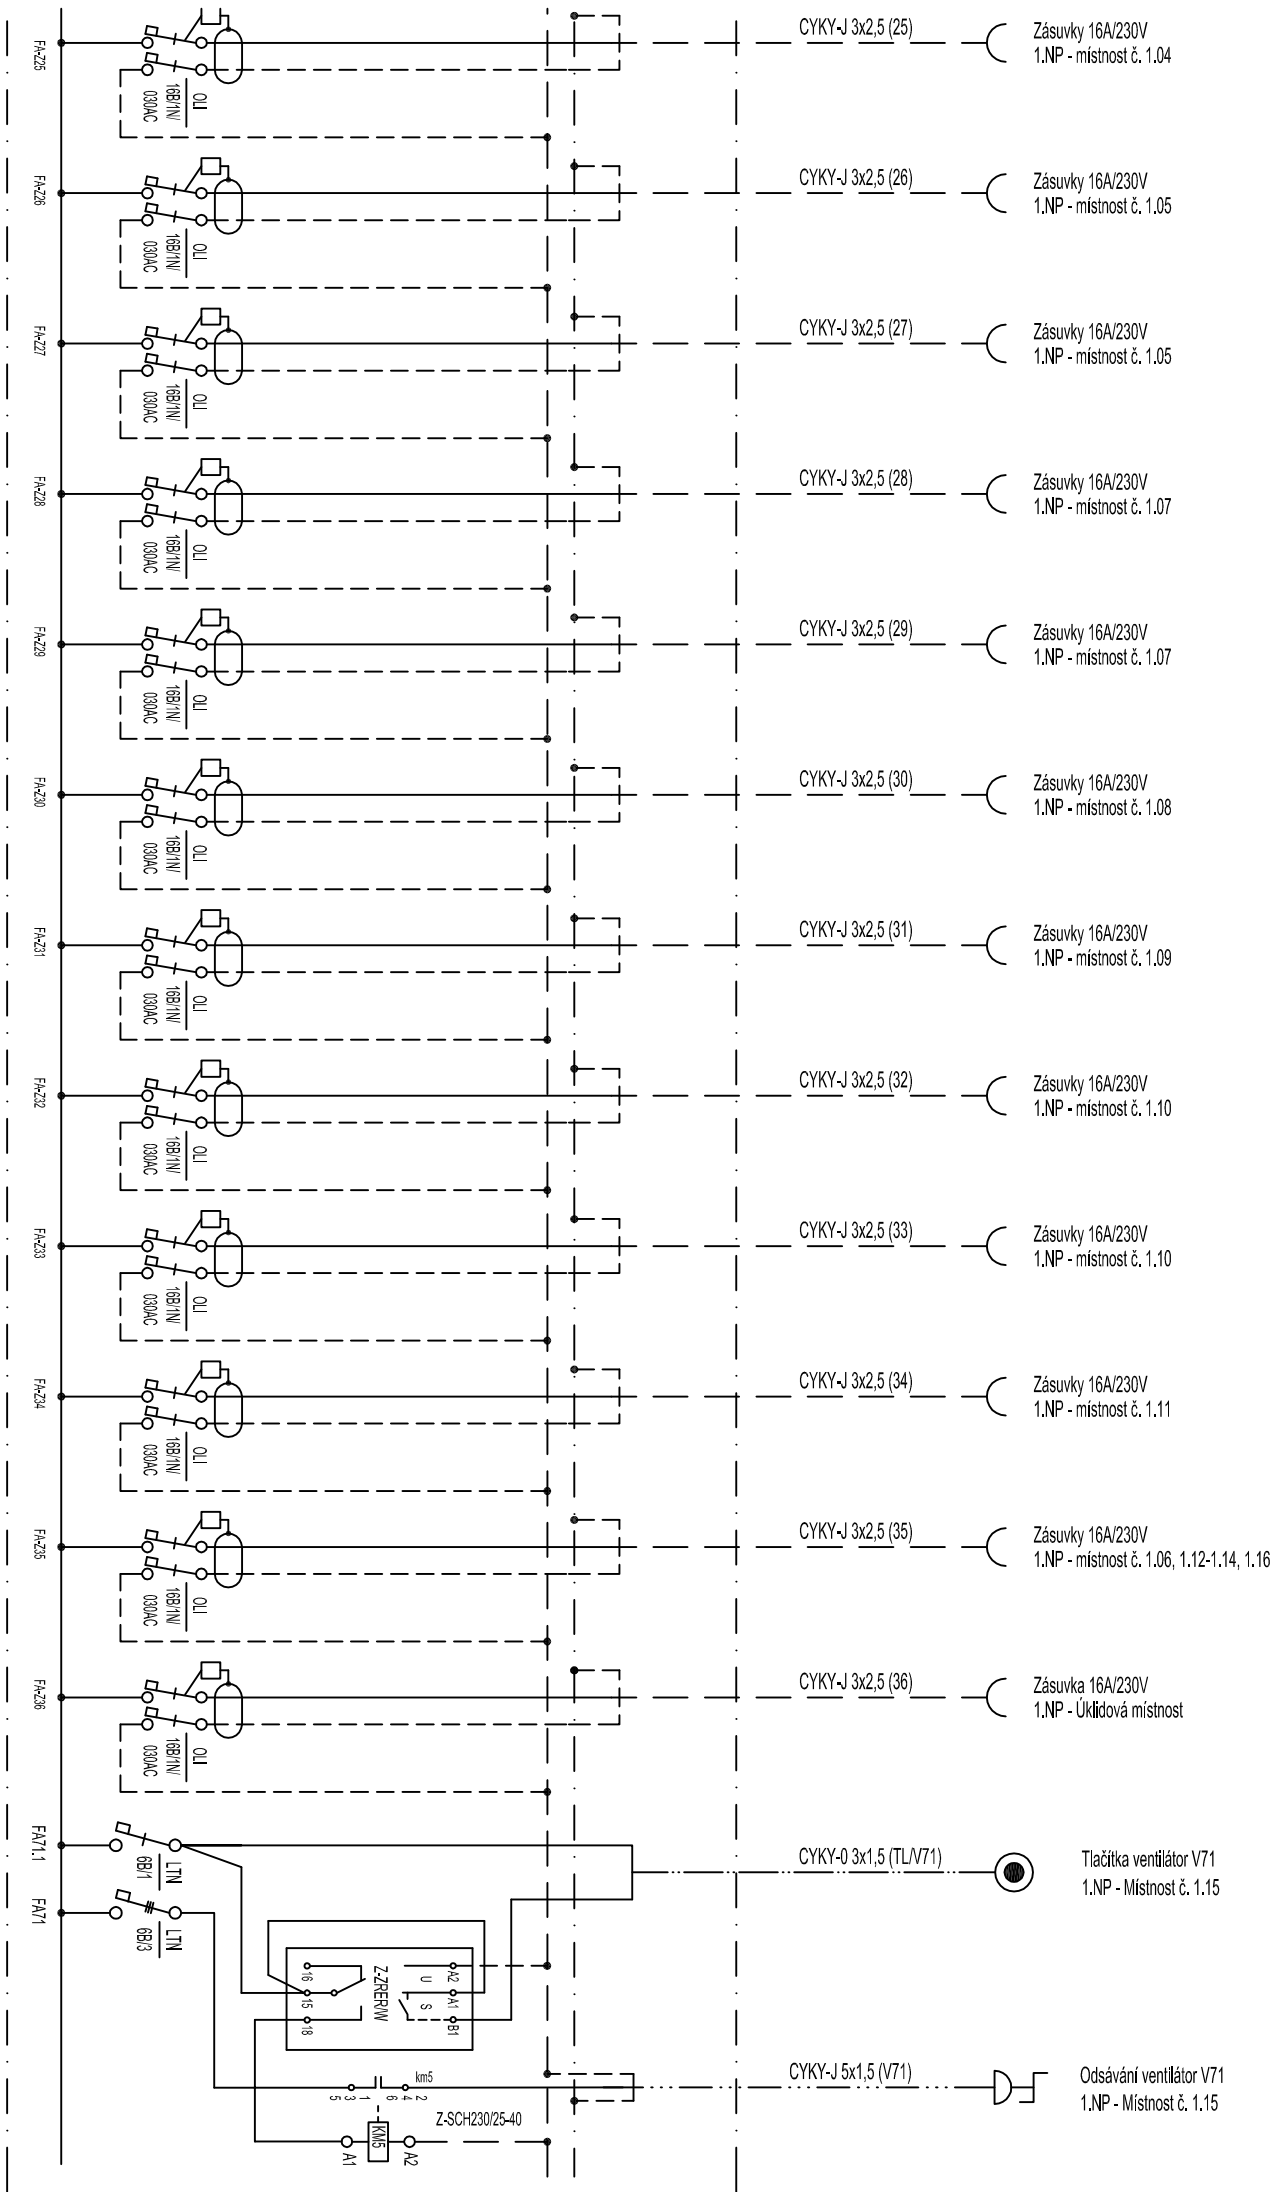 FA-Z25
OLI
16B/1N/
030AC
CYKY-J 3x2,5 (25)
Zásuvky 16A/230V
1.NP - místnost č. 1.04
FA-Z26
OLI
16B/1N/
030AC
CYKY-J 3x2,5 (26)
Zásuvky 16A/230V
1.NP - místnost č. 1.05
FA-Z27
OLI
16B/1N/
030AC
CYKY-J 3x2,5 (27)
Zásuvky 16A/230V
1.NP - místnost č. 1.05
FA-Z28
OLI
16B/1N/
030AC
CYKY-J 3x2,5 (28)
Zásuvky 16A/230V
1.NP - místnost č. 1.07
FA-Z29
OLI
16B/1N/
030AC
CYKY-J 3x2,5 (29)
Zásuvky 16A/230V
1.NP - místnost č. 1.07
FA-Z30
OLI
16B/1N/
030AC
CYKY-J 3x2,5 (30)
Zásuvky 16A/230V
1.NP - místnost č. 1.08
FA-Z31
OLI
16B/1N/
030AC
CYKY-J 3x2,5 (31)
Zásuvky 16A/230V
1.NP - místnost č. 1.09
FA-Z32
OLI
16B/1N/
030AC
CYKY-J 3x2,5 (32)
Zásuvky 16A/230V
1.NP - místnost č. 1.10
FA-Z33
OLI
16B/1N/
030AC
CYKY-J 3x2,5 (33)
Zásuvky 16A/230V
1.NP - místnost č. 1.10
FA-Z34
OLI
16B/1N/
030AC
CYKY-J 3x2,5 (34)
Zásuvky 16A/230V
1.NP - místnost č. 1.11
FA-Z35
OLI
16B/1N/
030AC
CYKY-J 3x2,5 (35)
Zásuvky 16A/230V
1.NP - místnost č. 1.06, 1.12-1.14, 1.16
FA-Z36
OLI
16B/1N/
030AC
CYKY-J 3x2,5 (36)
Zásuvka 16A/230V
1.NP - Úklidová místnost
FA71.1
LTN
6B/1
CYKY-0 3x1,5 (TL/V71)
Tlačítka ventilátor V71
1.NP - Místnost č. 1.15
FA71
LTN
6B/3
16
15
18
Z-ZRER/W
U
S
A2
A1
B1
km5
5
3
1
6
4
2
CYKY-J 5x1,5 (V71)
Odsávání ventilátor V71
1.NP - Místnost č. 1.15
Z-SCH230/25-40
A1
KM5
A2